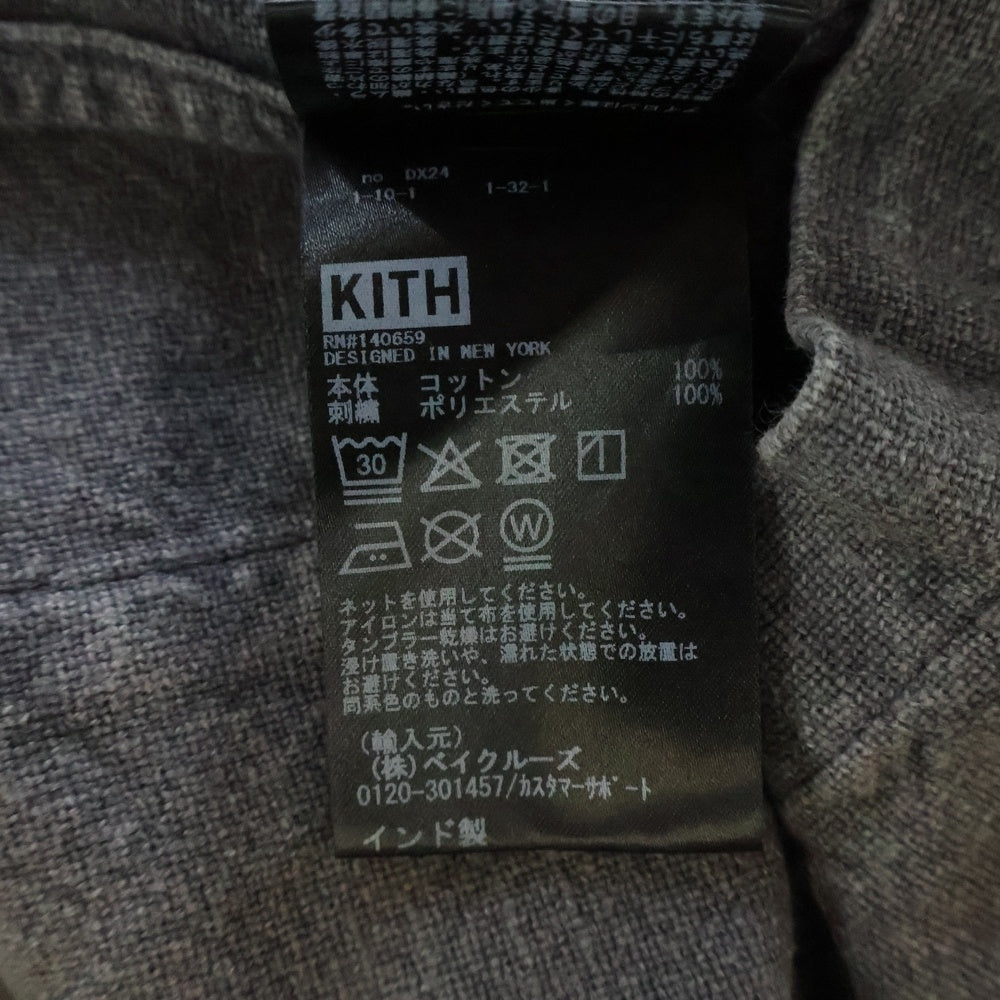 no DX24
1-10-1 1-32-1
KITH
RN#140659
DESIGNED IN NEW YORK
本体 コットン 100%
刺繍 ポリエステル 100%
30
W
ネットを使用してください。
アイロンは当て布を使用してください。
タンブラー乾燥はお避けください。
浸け置き洗いや、濡れた状態での放置は
お避けください。
同系色のものと洗ってください。
(輸入元)
(株)ベイクルーズ
0120-301457/カスタマーサポート
インド製